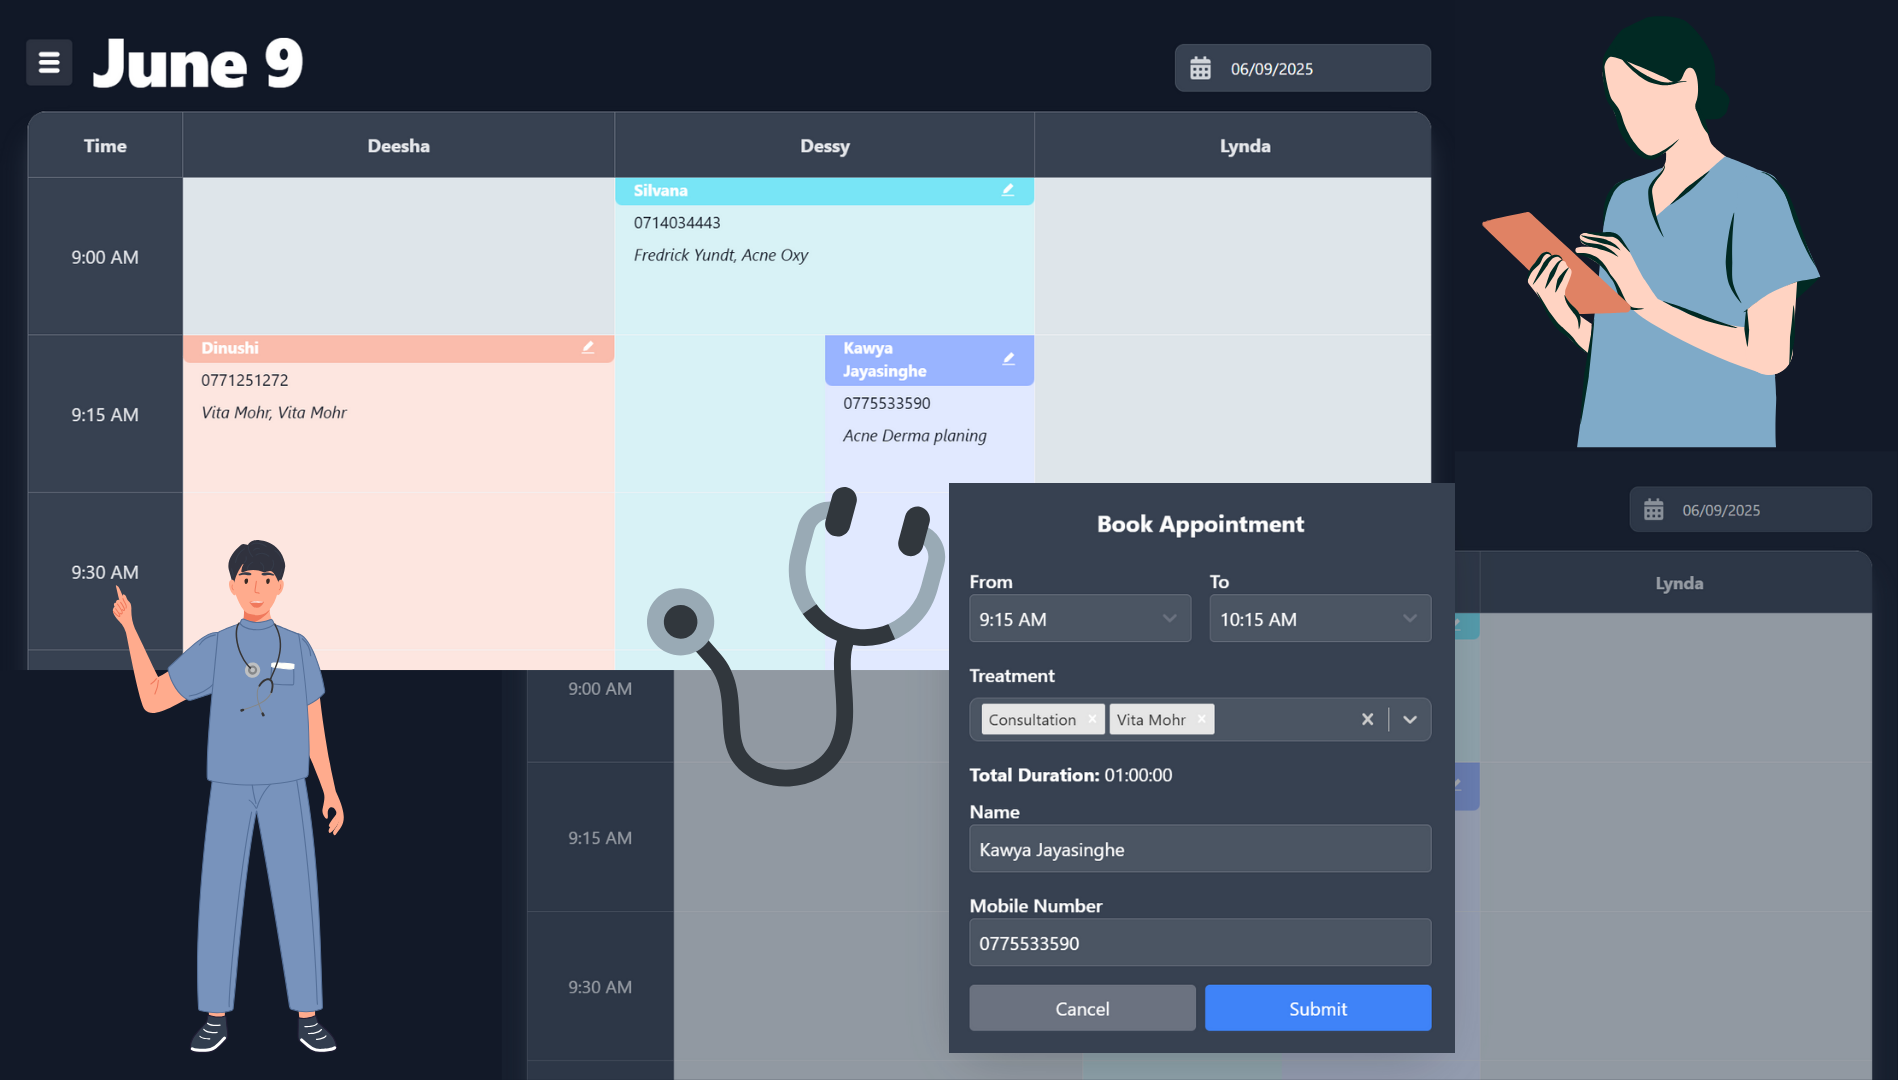 June 9
06/09/2025
Time
Deesha
Dessy
Lynda
9:00 AM
Silvana
0714034443
Fredrick Yundt, Acne Oxy
9:15 AM
Dinushi
0771251272
Vita Mohr, Vita Mohr
Kawya
Jayasinghe
0775533590
Acne Derma planing
9:30 AM
06/09/2025
Lynda
9:00 AM
9:15 AM
9:30 AM
Book Appointment
From
To
9:15 AM
10:15 AM
Treatment
Consultation
Vita Mohr
Total Duration: 01:00:00
Name
Kawya Jayasinghe
Mobile Number
0775533590
Cancel
Submit